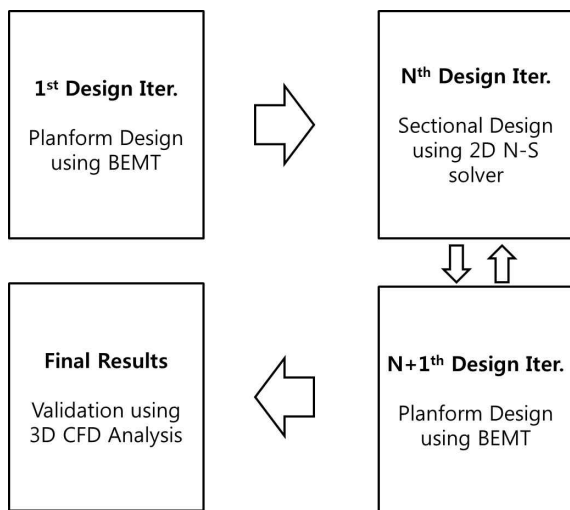 1st Design Iter.
Planform Design
using BEMT
Nth Design Iter.
Sectional Design
using 2D N-S
solver
N+1th Design Iter.
Planform Design
using BEMT
Final Results
Validation using
3D CFD Analysis